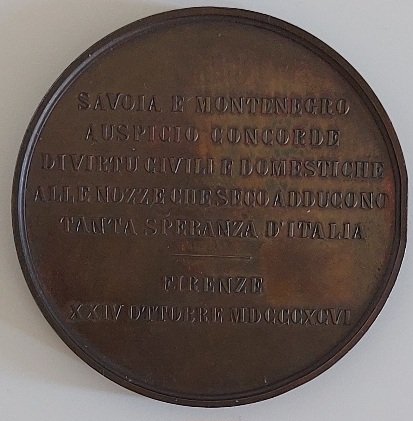 SAVOIA E MONTENEGRO
AUSPICIO CONCORDE
DI VIRTÙ CIVILI E DOMESTICHE
ALLE NOZZE CHE SECO ADDUCONO
TANTA SPERANZA D'ITALIA
FIRENZE
XXIV OTTOBRE MDCCCXCVI